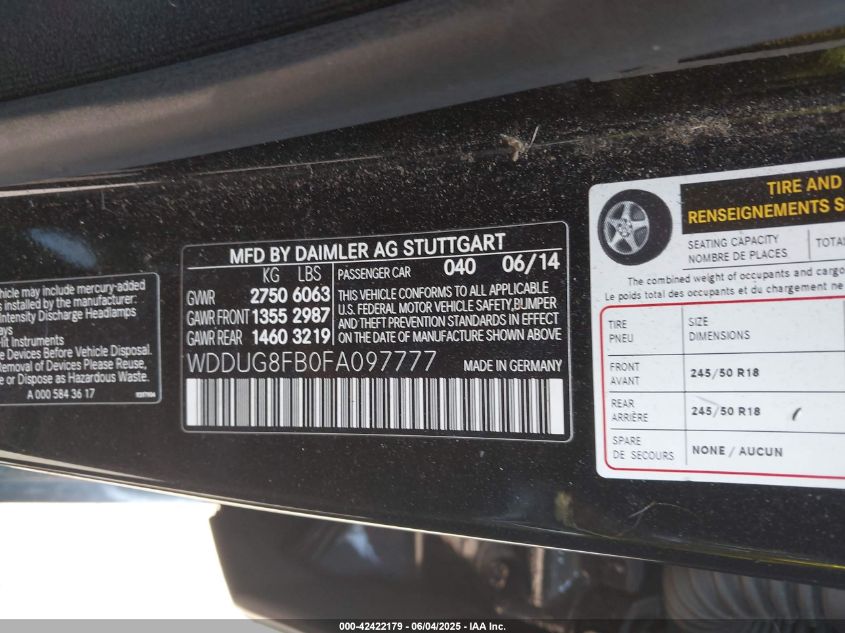 MFD BY DAIMLER AG STUTTGART
KG LBS
GVWR 2750 6063
GAWR FRONT 1355 2987
GAWR REAR 1460 3219
PASSENGER CAR 040 06/14
THIS VEHICLE CONFORMS TO ALL APPLICABLE
U.S. FEDERAL MOTOR VEHICLE SAFETY, BUMPER
AND THEFT PREVENTION STANDARDS IN EFFECT
ON THE DATE OF MANUFACTURE SHOWN ABOVE.
MADE IN GERMANY
WDDUG8FB0FA097777
hicle may include mercury-added
s installed by the manufacturer:
ntensity Discharge Headlamps
ays
-lit Instruments
e Devices Before Vehicle Disposal.
Removal of Devices Please Reuse,
e or Dispose as Hazardous Waste.
A 000 584 36 17
TIRE AND
RENSEIGNEMENTS S
SEATING CAPACITY
NOMBRE DE PLACES
TOTA
The combined weight of occupants and cargo
Le poids total des occupants et du chargement ne
TIRE
PNEU
SIZE
DIMENSIONS
FRONT
AVANT
245/50 R18
REAR
ARRIÈRE
245/50 R18
SPARE
DE SECOURS
NONE / AUCUN
000-42422179 - 06/04/2025 - IAA Inc.